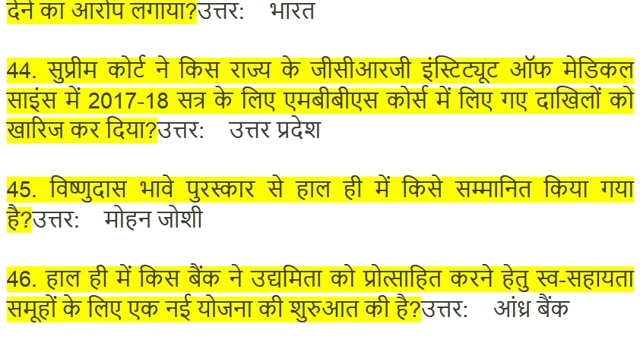 देने का आरोप लगाया?उत्तर: भारत
44. सुप्रीम कोर्ट ने किस राज्य के जीसीआरजी इंस्टिट्यूट ऑफ मेडिकल
साइंस में 2017-18 सत्र के लिए एमबीबीएस कोर्स में लिए गए दाखिलों को
खारिज कर दिया?उत्तर: उत्तर प्रदेश
45. विष्णुदास भावे पुरस्कार से हाल ही में किसे सम्मानित किया गया
है?उत्तर: मोहन जोशी
46. हाल ही में किस बैंक ने उद्यमिता को प्रोत्साहित करने हेतु स्व-सहायता
समूहों के लिए एक नई योजना की शुरुआत की है?उत्तर: आंध्र बैंक